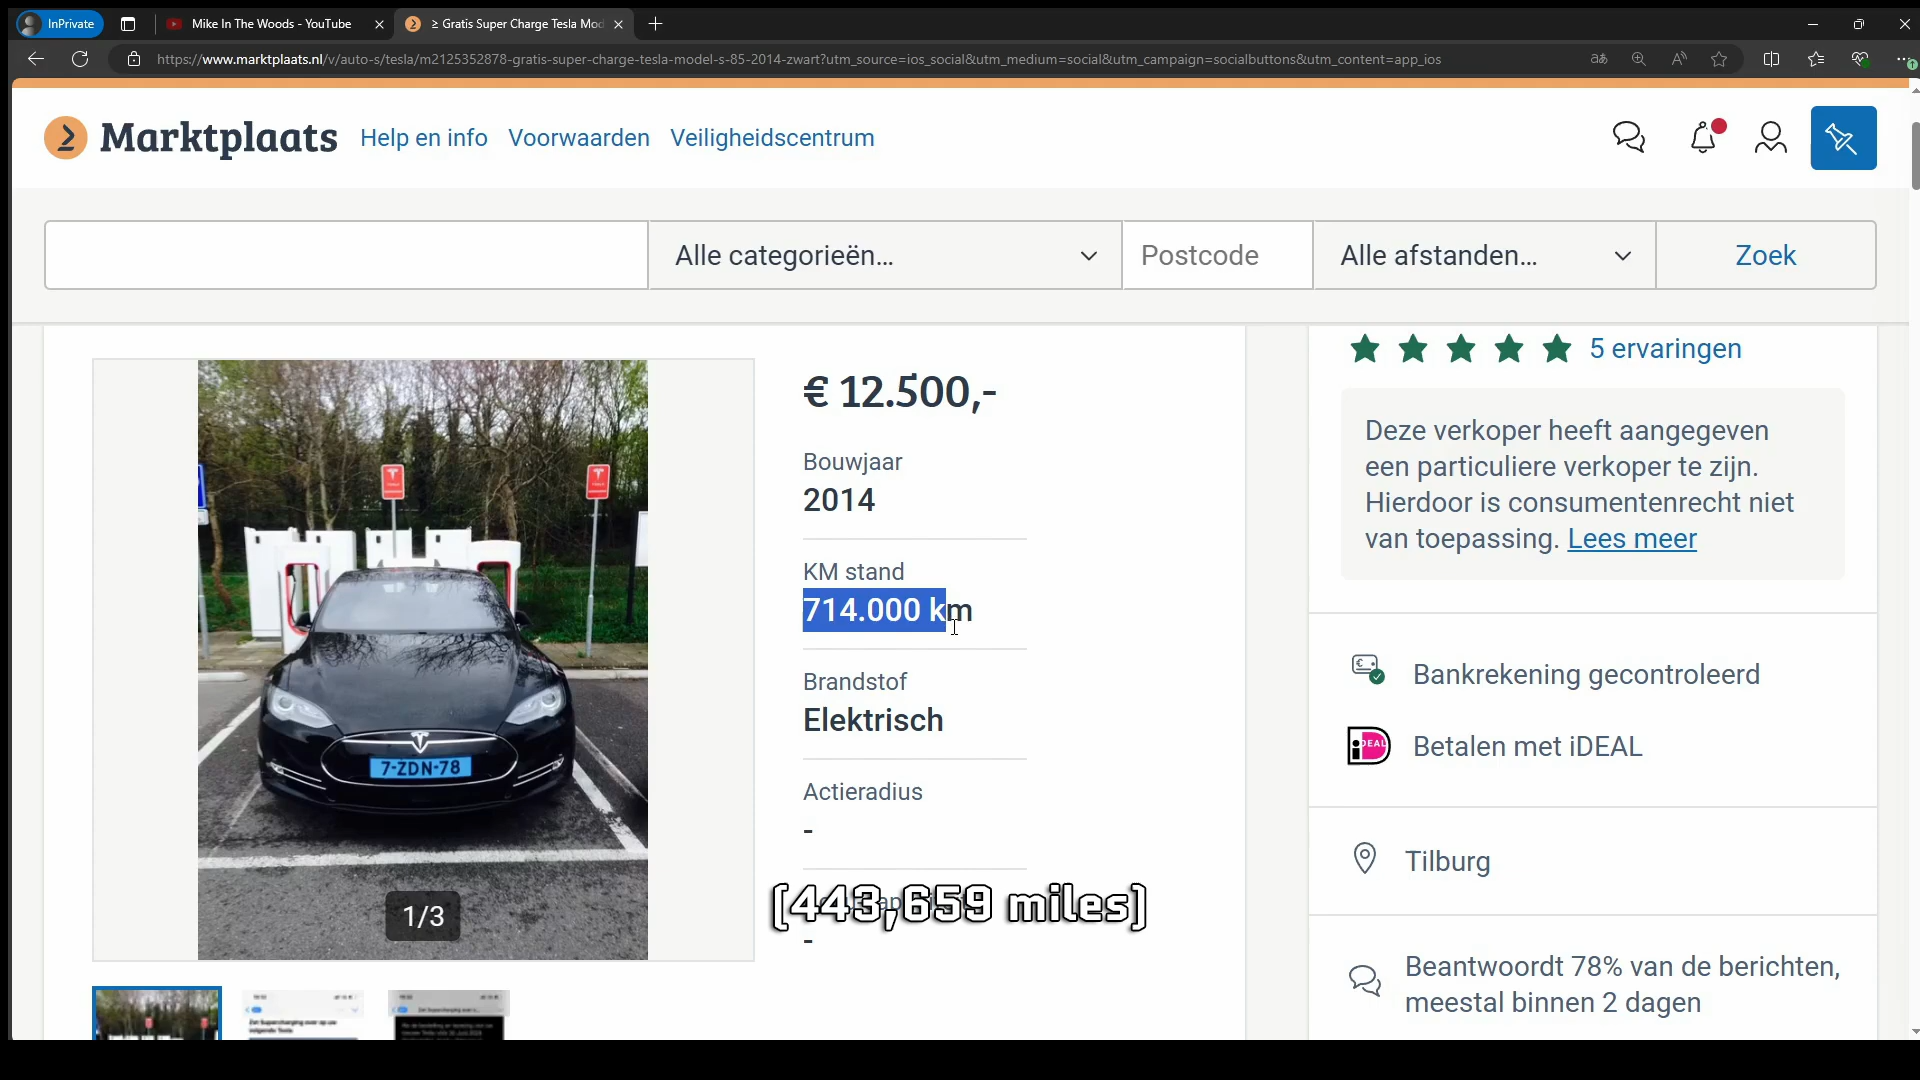 InPrivate
Mike In The Woods - YouTube
≥ Gratis Super Charge Tesla Mod
https://www.marktplaats.nl/v/auto-s/tesla/m2125352878-gratis-super-charge-tesla-model-s-85-2014-zwart?utm_source=ios_social&utm_medium=social&utm_campaign=socialbuttons&utm_content=app_ios
Marktplaats
Help en info
Voorwaarden
Veiligheidscentrum
Alle categorieën...
Postcode
Alle afstanden...
Zoek
5 ervaringen
Deze verkoper heeft aangegeven
een particuliere verkoper te zijn.
Hierdoor is consumentenrecht niet
van toepassing. Lees meer
Bankrekening gecontroleerd
iDEAL
Betalen met iDEAL
Tilburg
Beantwoordt 78% van de berichten,
meestal binnen 2 dagen
€ 12.500,-
Bouwjaar
2014
KM stand
714.000 km
Brandstof
Elektrisch
Actieradius
-
[443,659 miles]
-
7-ZDN-78
1/3